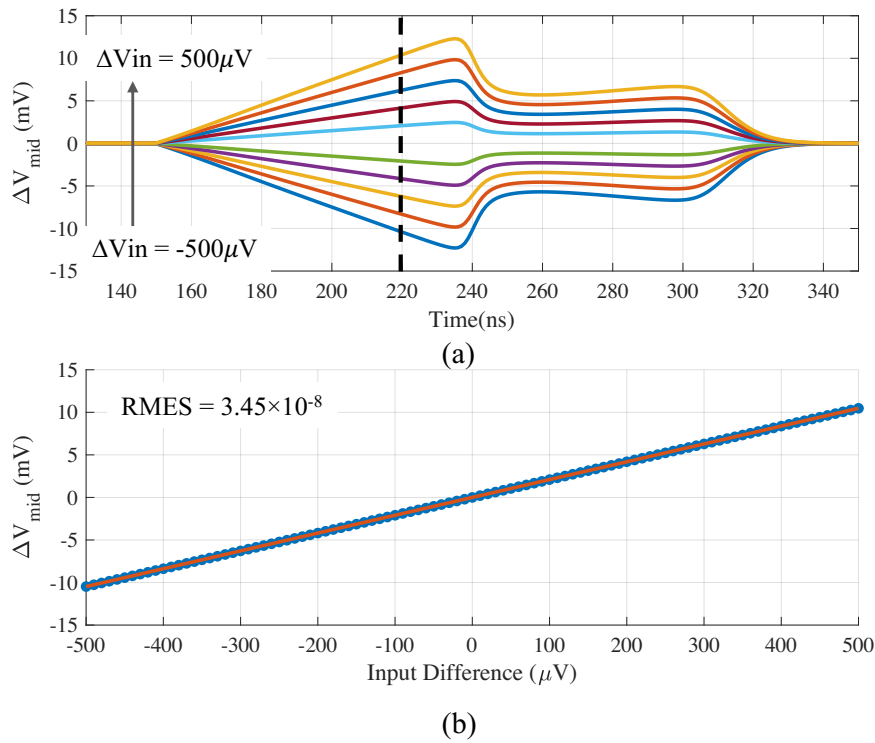 15
10
5
0
-5
-10
-15
ΔV_mid (mV)
ΔVin = 500μV
ΔVin = -500μV
140 160 180 200 220 240 260 280 300 320 340
Time(ns)
(a)
15
10
5
0
-5
-10
-15
ΔV_mid (mV)
RMES = 3.45×10⁻⁸
-500 -400 -300 -200 -100 0 100 200 300 400 500
Input Difference (μV)
(b)